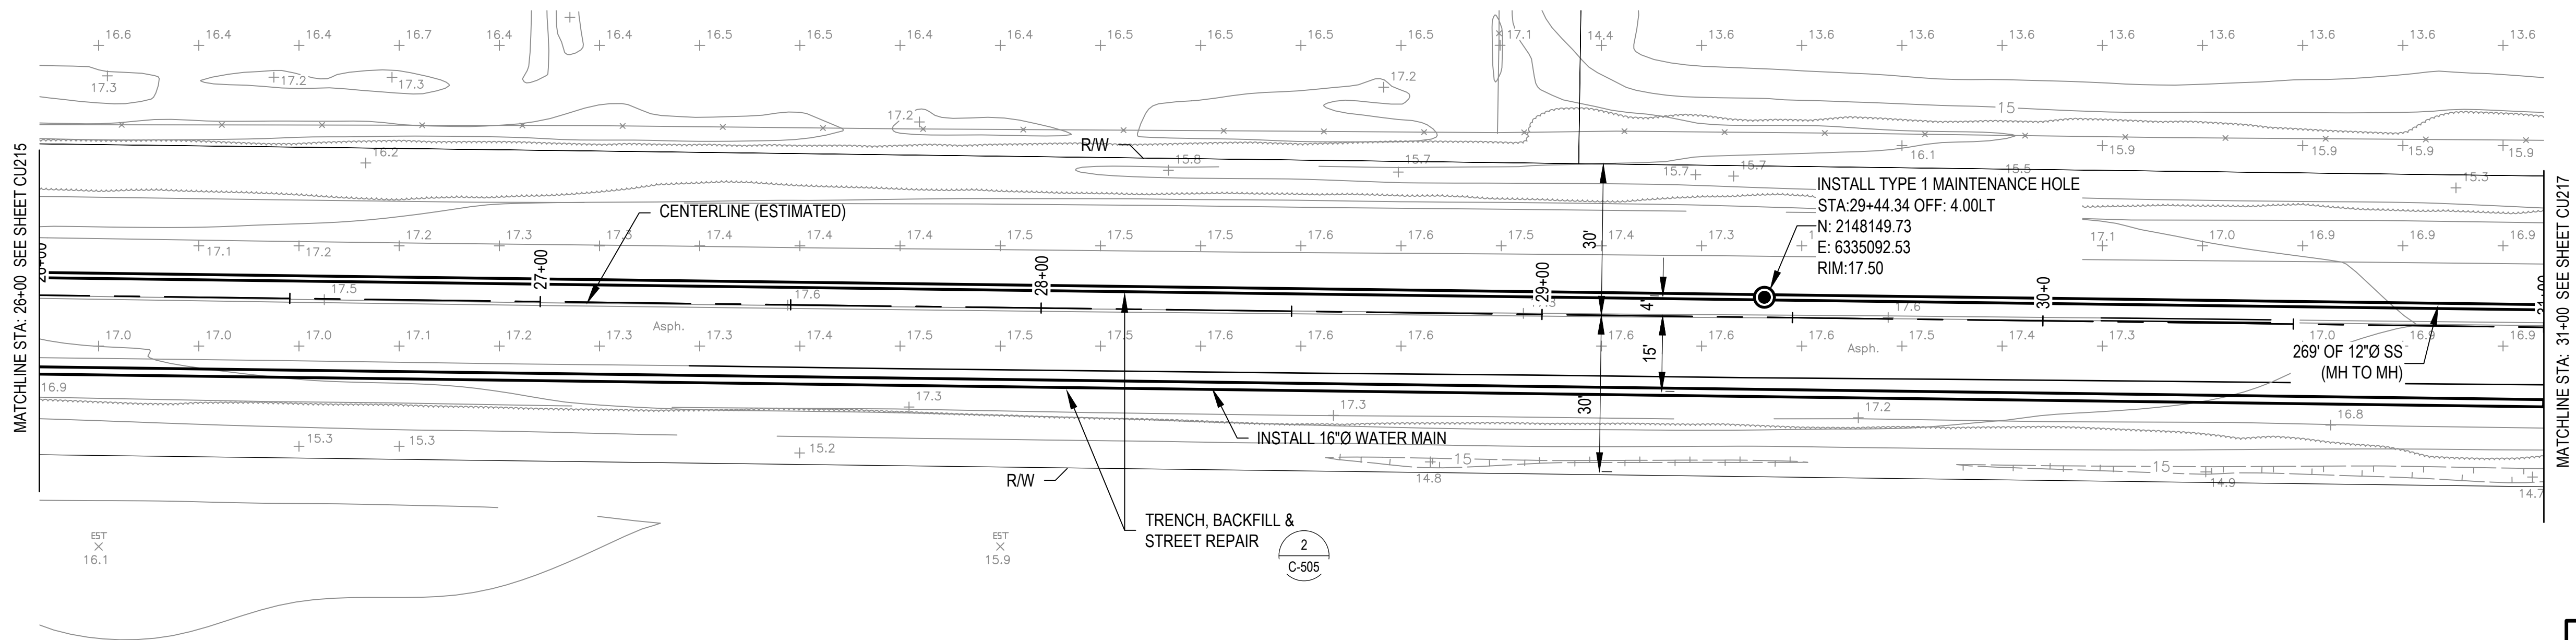 16.6 16.4 16.4 16.7 16.4 16.4 16.5 16.5 16.4 16.4 16.5 16.5 16.5 16.5 17.1 14.4 13.6 13.6 13.6 13.6 13.6 13.6 13.6 13.6 13.6
17.3 17.2 17.3 17.2 17.2
15
R/W
16.2 15.8 15.7 15.7 15.7 16.1 15.5 15.9 15.9 15.9 15.9 15.3
MATCHLINE STA: 26+00 SEE SHEET CU215
CENTERLINE (ESTIMATED)
INSTALL TYPE 1 MAINTENANCE HOLE
STA:29+44.34 OFF: 4.00LT
N: 2148149.73
E: 6335092.53
RIM:17.50
17.1 17.2 17.2 17.3 17.3 17.4 17.4 17.4 17.5 17.5 17.6 17.5 17.4 17.3 17.1 17.0 16.9 16.9 16.9
30'
27+00 28+00 29+00 30+0
17.5 17.6 17.6
4'
Asph.
17.0 17.0 17.0 17.1 17.2 17.3 17.3 17.4 17.5 17.5 17.5 17.6 17.6 17.6 17.6 17.6 17.6 17.5 17.4 17.3 17.0 16.9 16.9
Asph.
15'
269' OF 12"Ø SS
(MH TO MH)
16.9 17.3 17.3 17.2 16.8
30'
INSTALL 16"Ø WATER MAIN
15.3 15.3 15.2 15 15
14.8 14.9 14.7
R/W
TRENCH, BACKFILL &
STREET REPAIR
2
C-505
EST
16.1
EST
15.9
MATCHLINE STA: 31+00 SEE SHEET CU217